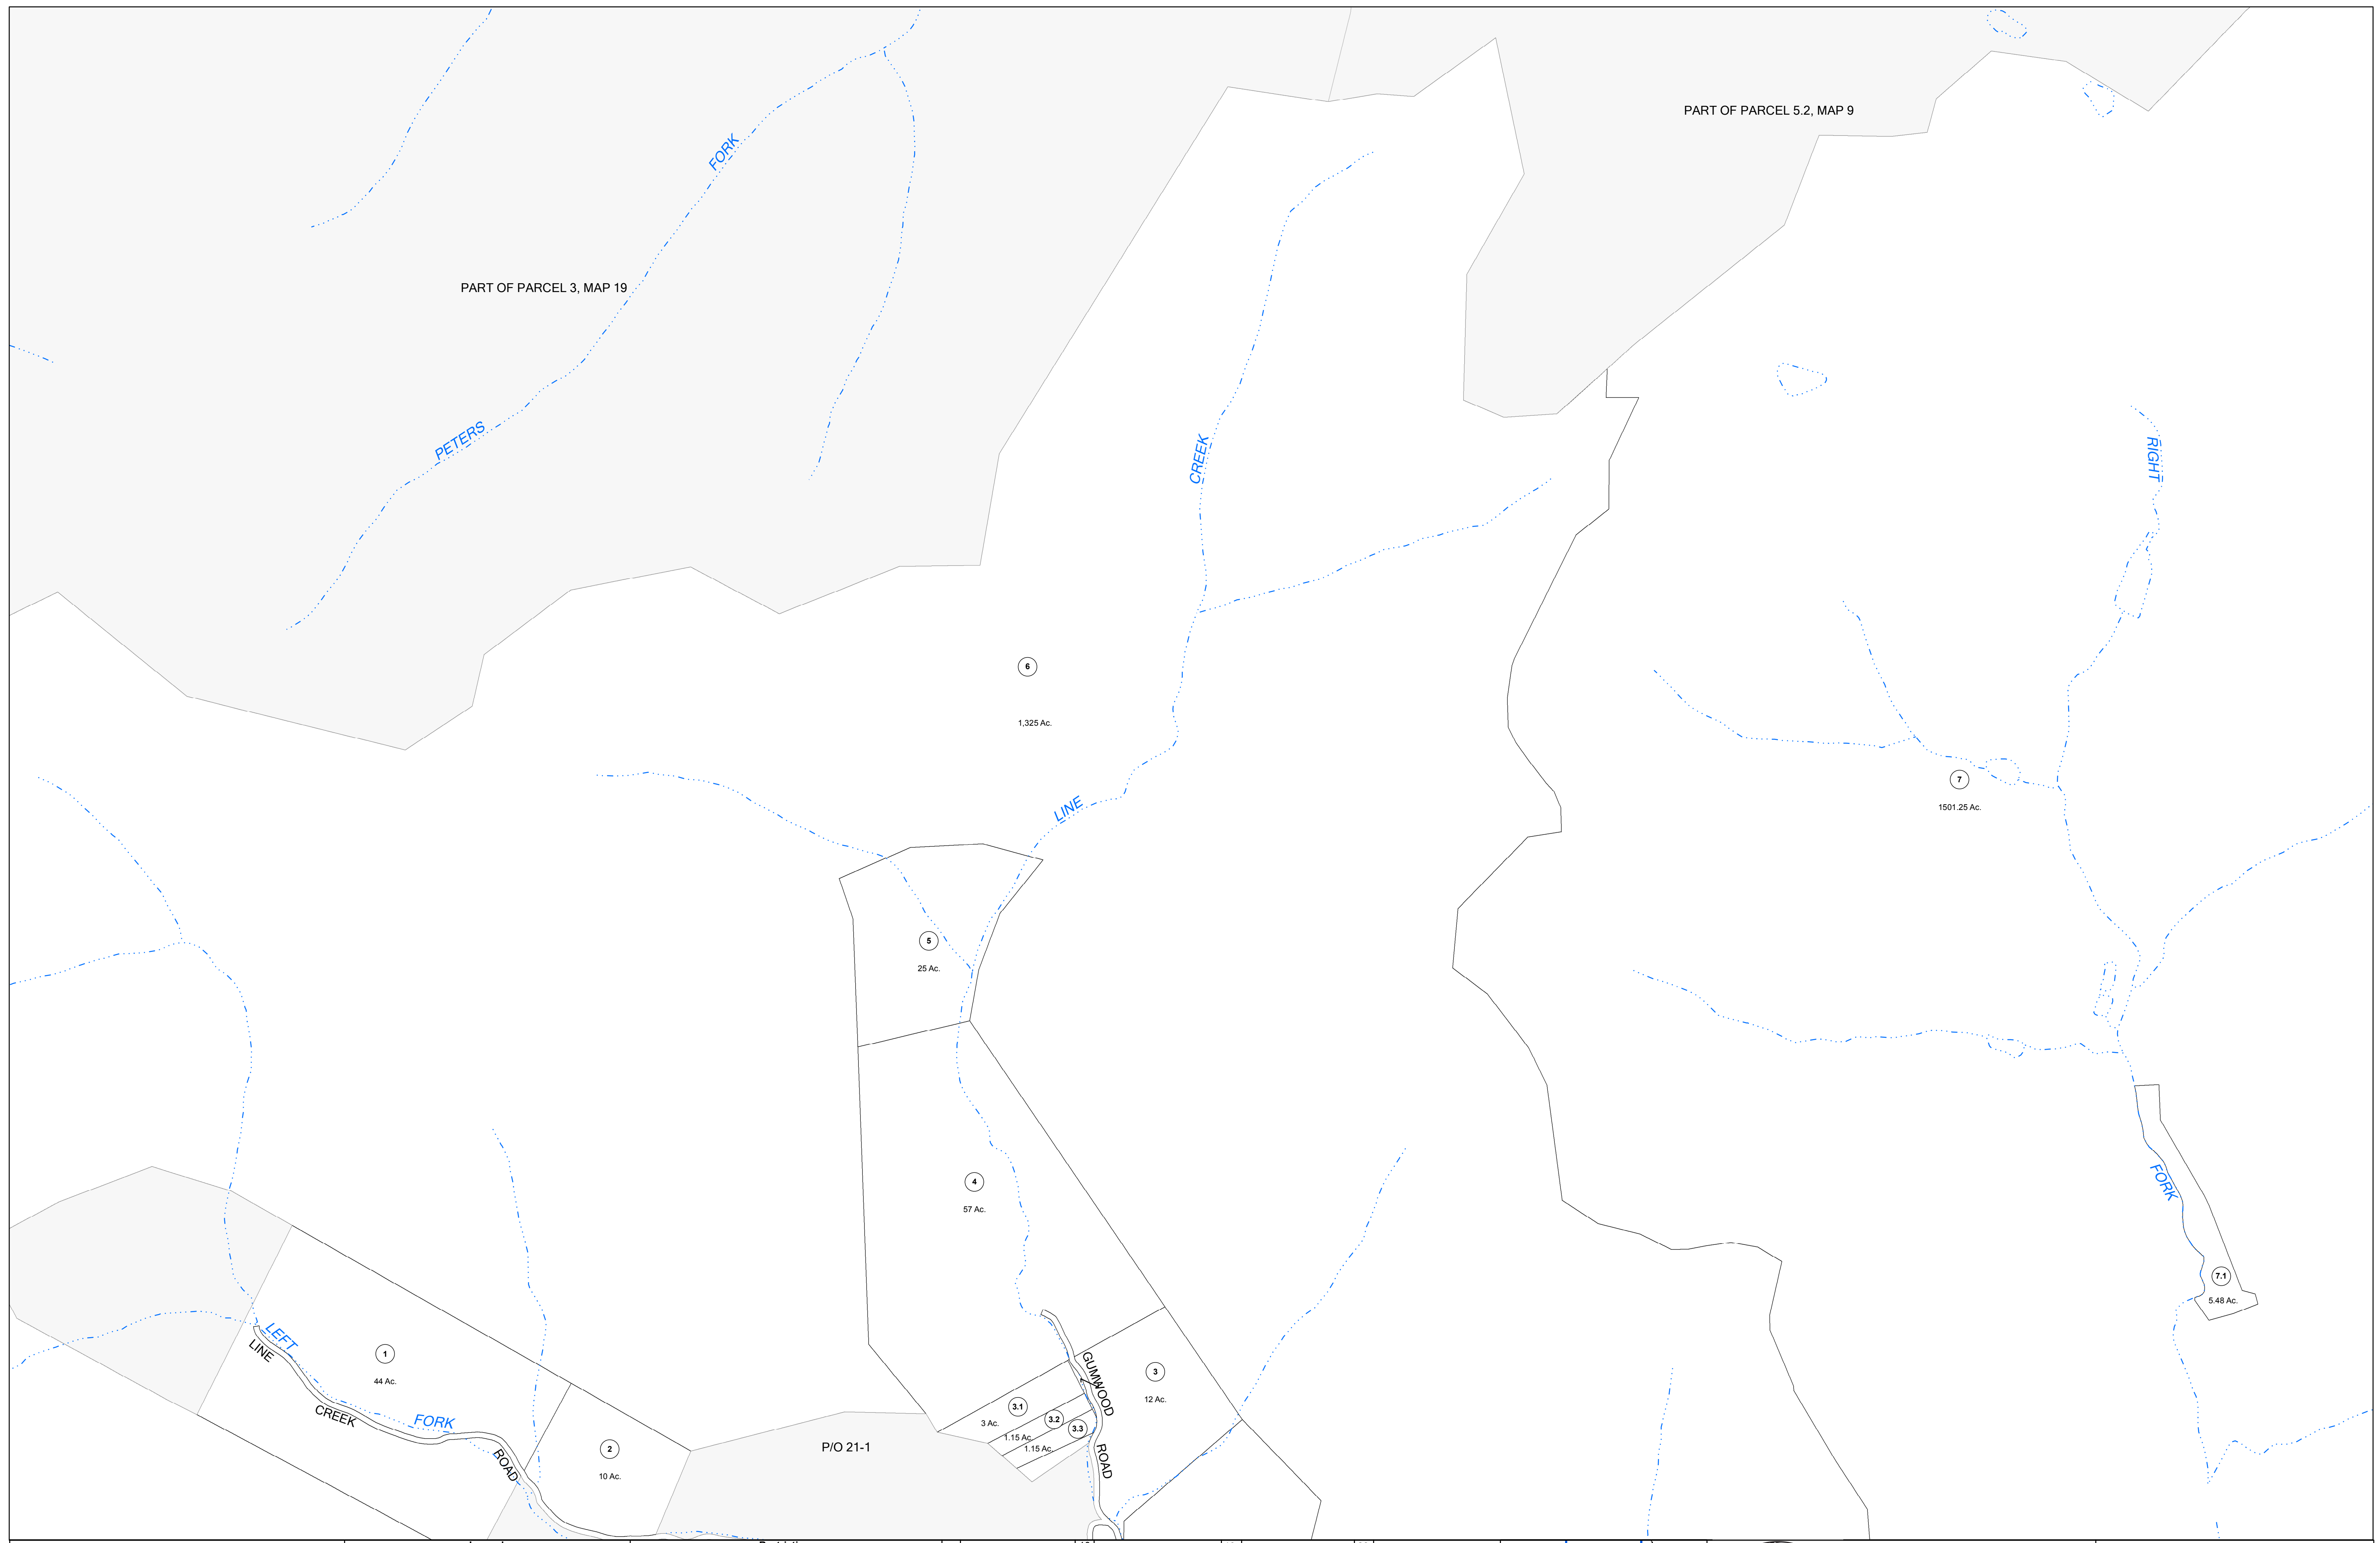 PART OF PARCEL 5.2, MAP 9
FORK
PART OF PARCEL 3, MAP 19
PETERS
CREEK
RIGHT
6
1,325 Ac.
7
1501.25 Ac.
LINE
5
25 Ac.
4
57 Ac.
FORK
7.1
5.48 Ac.
LEFT
LINE
1
44 Ac.
GUMWOOD
3
12 Ac.
3.1
3 Ac.
CREEK
FORK
3.2
3.3
1.15 Ac.
1.15 Ac.
2
10 Ac.
P/O 21-1
ROAD
ROAD